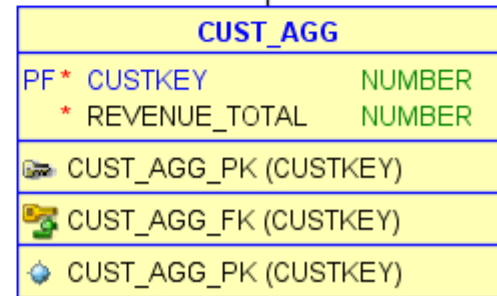 CUST_AGG
PF* CUSTKEY NUMBER
* REVENUE_TOTAL NUMBER
CUST_AGG_PK (CUSTKEY)
CUST_AGG_FK (CUSTKEY)
CUST_AGG_PK (CUSTKEY)